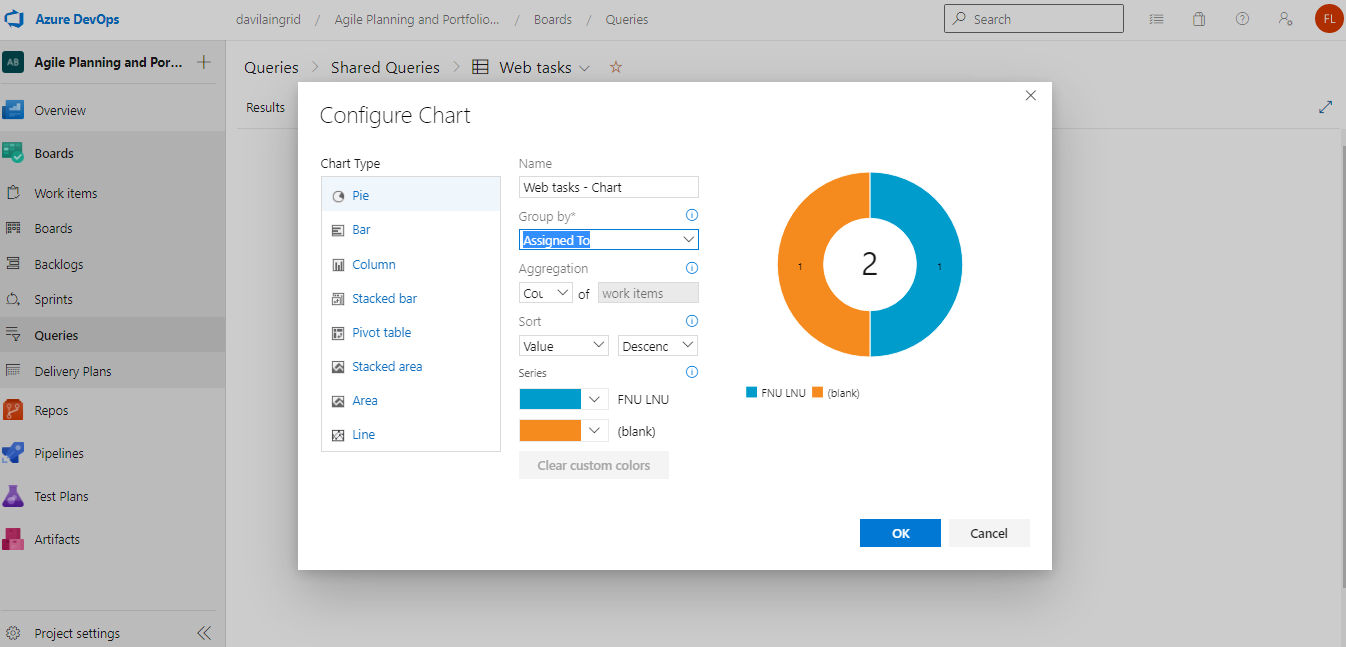 Azure DevOps
davilaingrid / Agile Planning and Portfolio... / Boards / Queries
Search
FL
AB Agile Planning and Por...
Overview
Boards
Work items
Boards
Backlogs
Sprints
Queries
Delivery Plans
Repos
Pipelines
Test Plans
Artifacts
Project settings
Queries > Shared Queries > Web tasks
Results
Configure Chart
Chart Type
Pie
Bar
Column
Stacked bar
Pivot table
Stacked area
Area
Line
Name
Web tasks - Chart
Group by*
Assigned To
Aggregation
Cou of work items
Sort
Value Descenc
Series
FNU LNU
(blank)
Clear custom colors
1 2 1
FNU LNU (blank)
OK Cancel